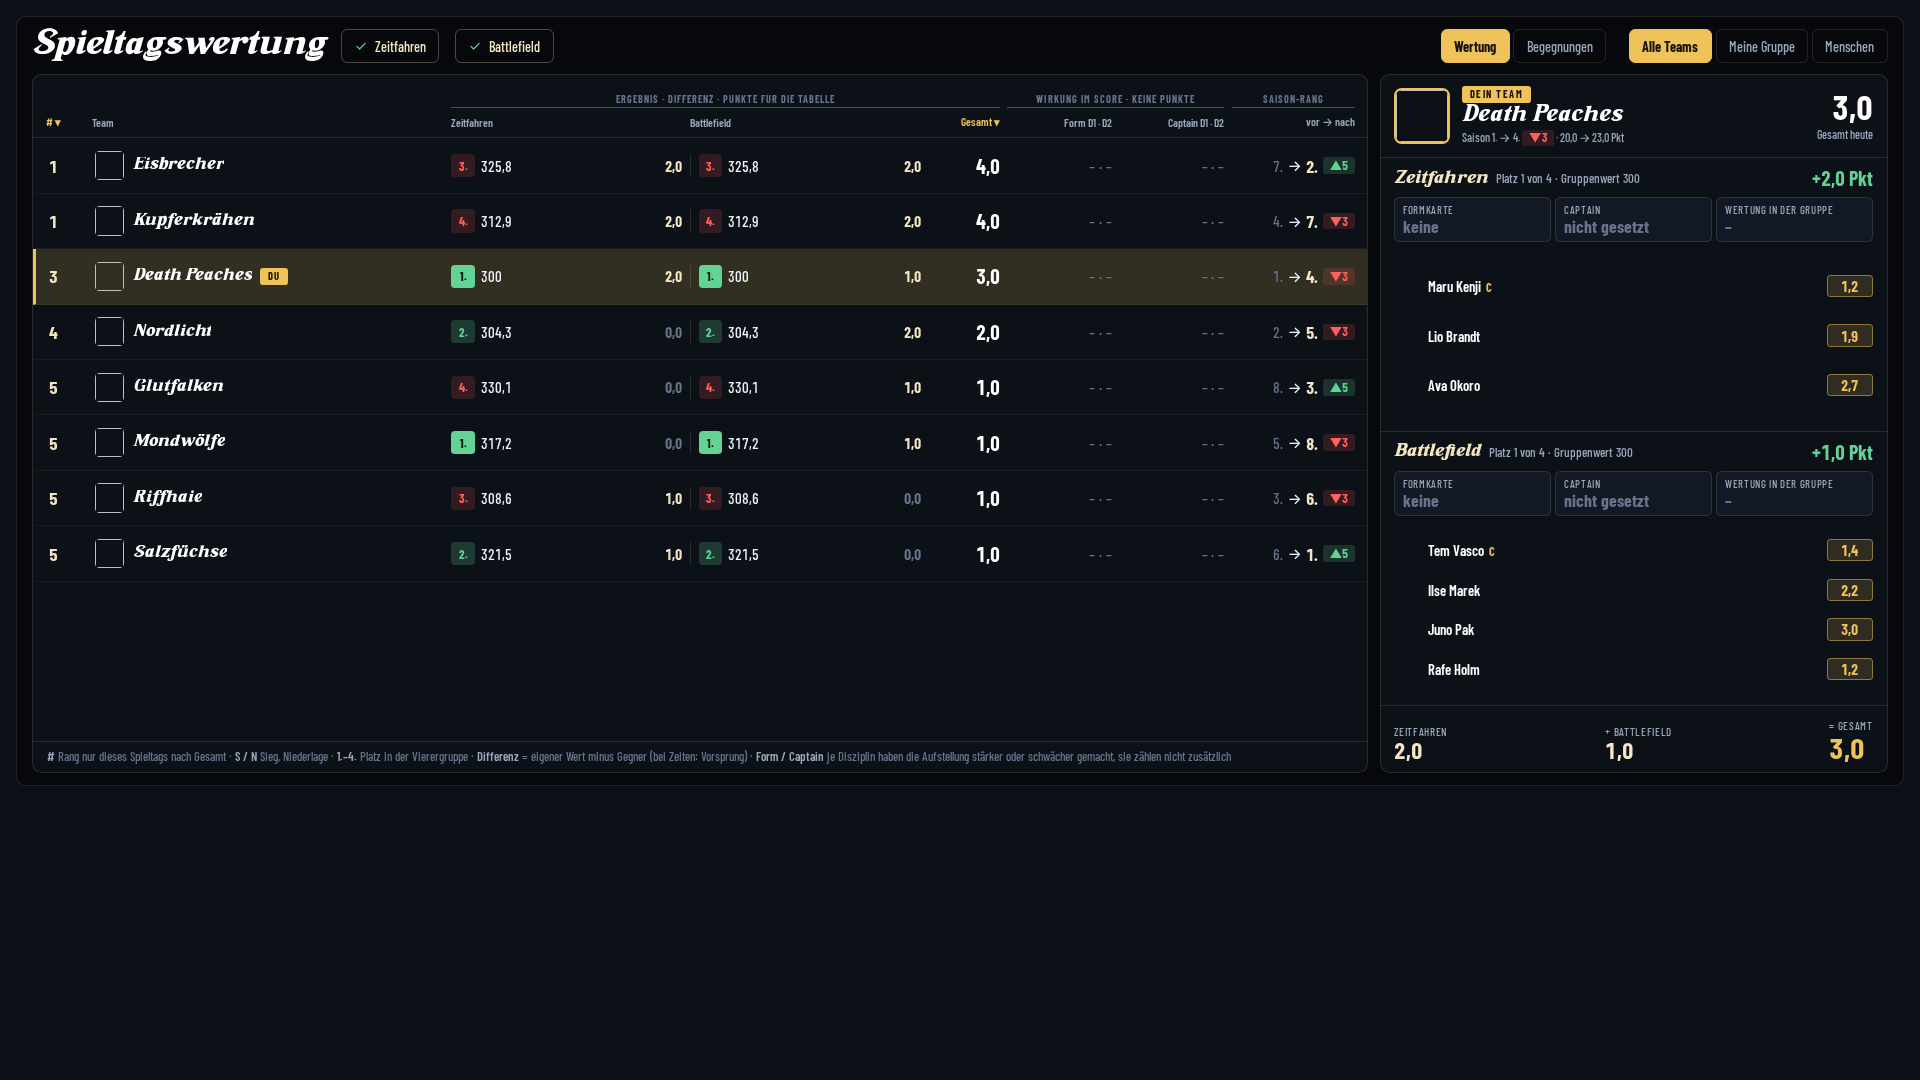 Spieltagswertung ✓ Zeitfahren ✓ Battlefield Wertung Begegnungen Alle Teams Meine Gruppe Menschen
ERGEBNIS · DIFFERENZ · PUNKTE FÜR DIE TABELLE WIRKUNG IM SCORE · KEINE PUNKTE SAISON-RANG
# ▼ Team Zeitfahren Battlefield Gesamt ▼ Form D1 · D2 Captain D1 · D2 vor → nach
1 Eisbrecher 3. 325,8 2,0 3. 325,8 2,0 4,0 – · – – · – 7. → 2. ▲5
1 Kupferkrähen 4. 312,9 2,0 4. 312,9 2,0 4,0 – · – – · – 4. → 7. ▼3
3 Death Peaches DU 1. 300 2,0 1. 300 1,0 3,0 – · – – · – 1. → 4. ▼3
4 Nordlicht 2. 304,3 0,0 2. 304,3 2,0 2,0 – · – – · – 2. → 5. ▼3
5 Glutfalken 4. 330,1 0,0 4. 330,1 1,0 1,0 – · – – · – 8. → 3. ▲5
5 Mondwölfe 1. 317,2 0,0 1. 317,2 1,0 1,0 – · – – · – 5. → 8. ▼3
5 Riffhaie 3. 308,6 1,0 3. 308,6 0,0 1,0 – · – – · – 3. → 6. ▼3
5 Salzfüchse 2. 321,5 1,0 2. 321,5 0,0 1,0 – · – – · – 6. → 1. ▲5
# Rang nur dieses Spieltags nach Gesamt · S / N Sieg, Niederlage · 1.–4. Platz in der Vierergruppe · Differenz = eigener Wert minus Gegner (bei Zeiten: Vorsprung) · Form / Captain je Disziplin haben die Aufstellung stärker oder schwächer gemacht, sie zählen nicht zusätzlich
DEIN TEAM
Death Peaches 3,0
Saison 1. → 4. ▼3 · 20,0 → 23,0 Pkt Gesamt heute
Zeitfahren Platz 1 von 4 · Gruppenwert 300 +2,0 Pkt
FORMKARTE CAPTAIN WERTUNG IN DER GRUPPE
keine nicht gesetzt –
Maru Kenji C 1,2
Lio Brandt 1,9
Ava Okoro 2,7
Battlefield Platz 1 von 4 · Gruppenwert 300 +1,0 Pkt
FORMKARTE CAPTAIN WERTUNG IN DER GRUPPE
keine nicht gesetzt –
Tem Vasco C 1,4
Ilse Marek 2,2
Juno Pak 3,0
Rafe Holm 1,2
ZEITFAHREN + BATTLEFIELD = GESAMT
2,0 1,0 3,0